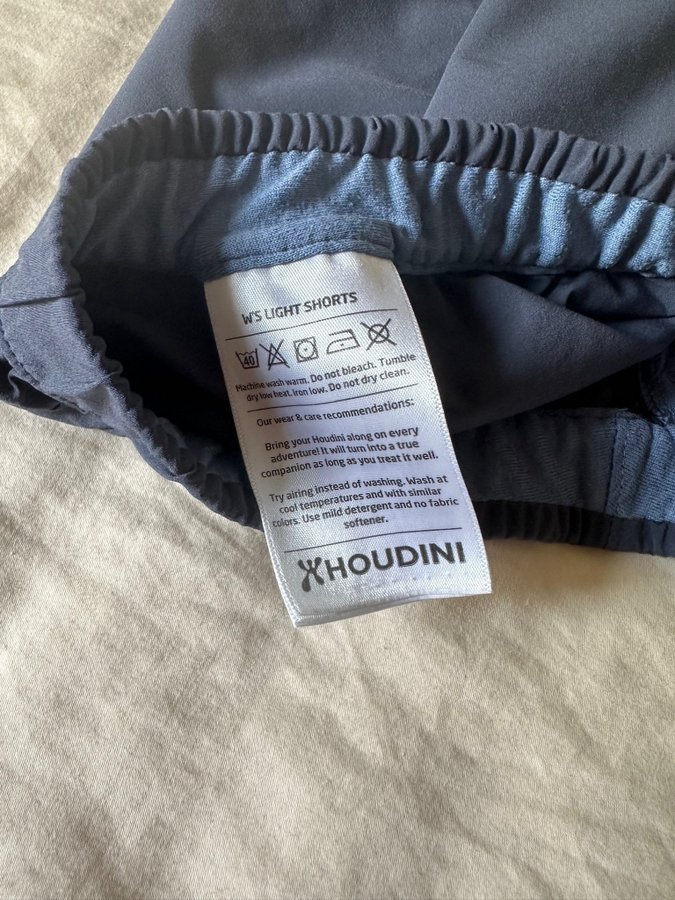 W'S LIGHT SHORTS
40
Machine wash warm. Do not bleach. Tumble
dry low heat. iron low. Do not dry clean.
Our wear & care recommendations:
Bring your Houdini along on every
adventure! It will turn into a true
companion as long as you treat it well.
Try airing instead of washing. Wash at
cool temperatures and with similar
colors. Use mild detergent and no fabric
softener.
HOUDINI